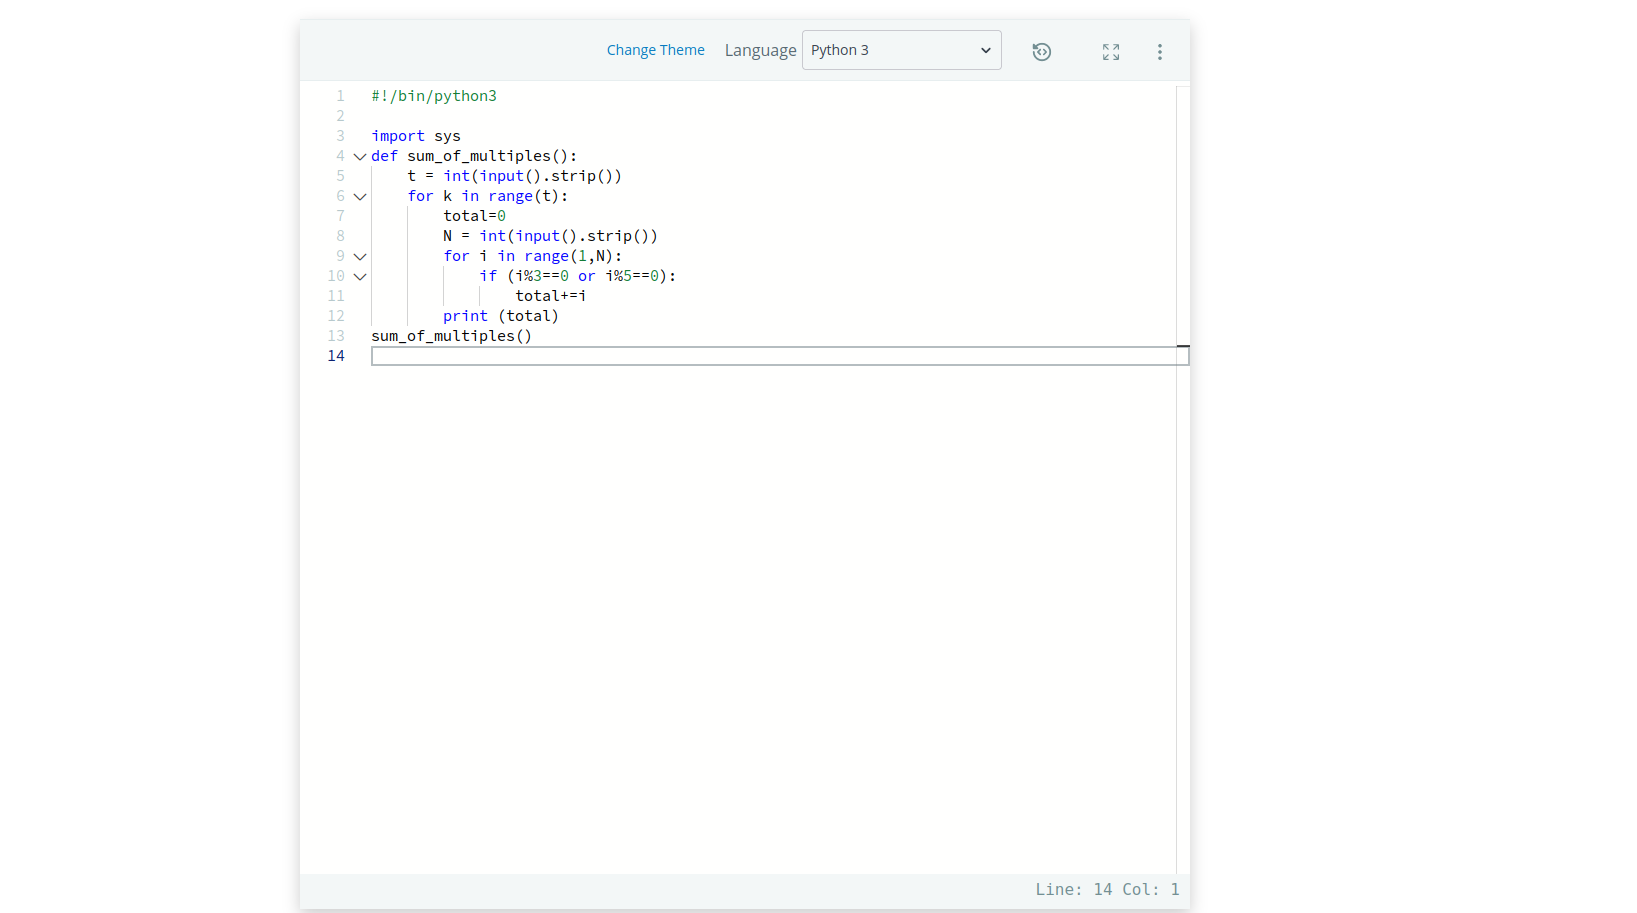 Change Theme Language Python 3
1 #!/bin/python3
2
3 import sys
4 def sum_of_multiples():
5     t = int(input().strip())
6     for k in range(t):
7         total=0
8         N = int(input().strip())
9         for i in range(1,N):
10             if (i%3==0 or i%5==0):
11                 total+=i
12         print (total)
13 sum_of_multiples()
14
Line: 14 Col: 1